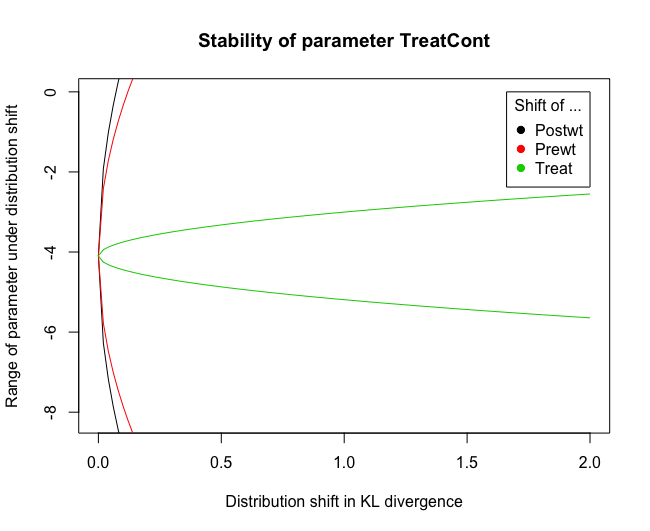 Stability of parameter TreatCont
Range of parameter under distribution shift
0
-2
-4
-6
-8
Shift of ...
Postwt
Prewt
Treat
0.0 0.5 1.0 1.5 2.0
Distribution shift in KL divergence